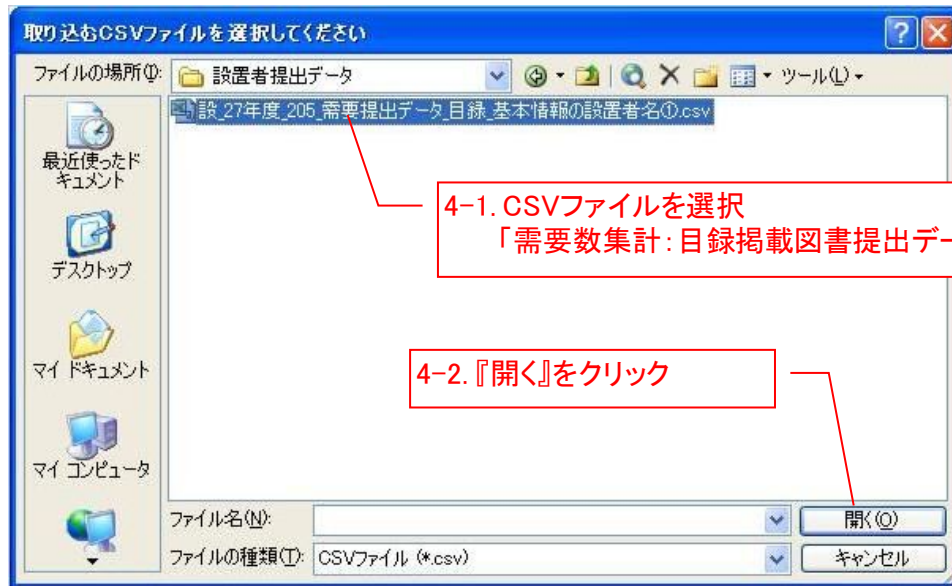 取り込むCSVファイルを選択してください
ファイルの場所(I):
設置者提出データ
ツール(L)
設_27年度_205_需要提出データ_目録_基本情報の設置者名①.csv
最近使ったド
キュメント
4-1.CSVファイルを選択
「需要数集計:目録掲載図書提出デー
デスクトップ
マイ ドキュメント
4-2.『開く』をクリック
マイ コンピュータ
ファイル名(N):
開く(O)
ファイルの種類(T):
CSVファイル (*.csv)
キャンセル